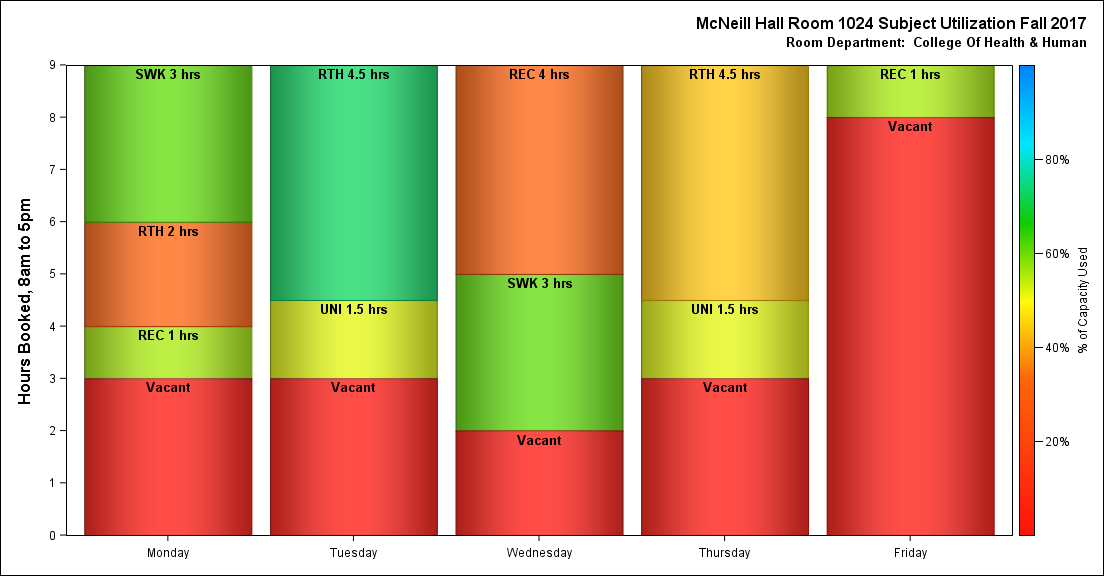 McNeill Hall Room 1024 Subject Utilization Fall 2017
Room Department:  College Of Health & Human
Hours Booked, 8am to 5pm
9
8
7
6
5
4
3
2
1
0
SWK 3 hrs
RTH 2 hrs
REC 1 hrs
Vacant
RTH 4.5 hrs
UNI 1.5 hrs
Vacant
REC 4 hrs
SWK 3 hrs
Vacant
RTH 4.5 hrs
UNI 1.5 hrs
Vacant
REC 1 hrs
Vacant
Monday
Tuesday
Wednesday
Thursday
Friday
80%
60%
40%
20%
% of Capacity Used